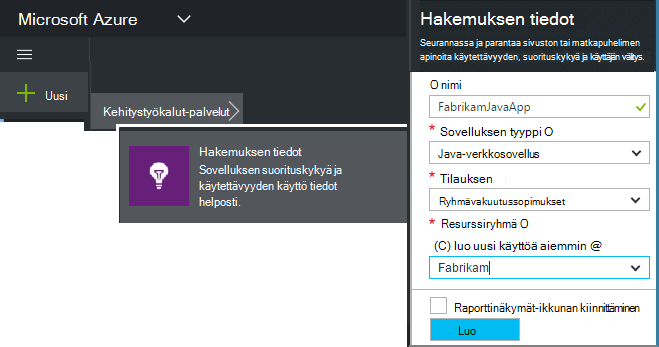 Microsoft Azure
Uusi
Kehitystyökalut-palvelut
Hakemuksen tiedot
Sovelluksen suorituskykyä ja
käytettävyyden käyttö tiedot
helposti.
Hakemuksen tiedot
Seurannassa ja parantaa sivuston tai matkapuhelimen
apinoita käytettävyyden, suorituskyky ja käyttäjän
O nimi
FabrikamJavaApp
* Sovelluksen tyyppi O
Java-verkkosovellus
* Tilauksen
Ryhmävakuutussopimukset
* Resurssiryhmä O
(C) luo uusi käyttöä aiemmin @
Fabrikam
Raporttinäkymät-ikkunan kiinnittäminen
Luo